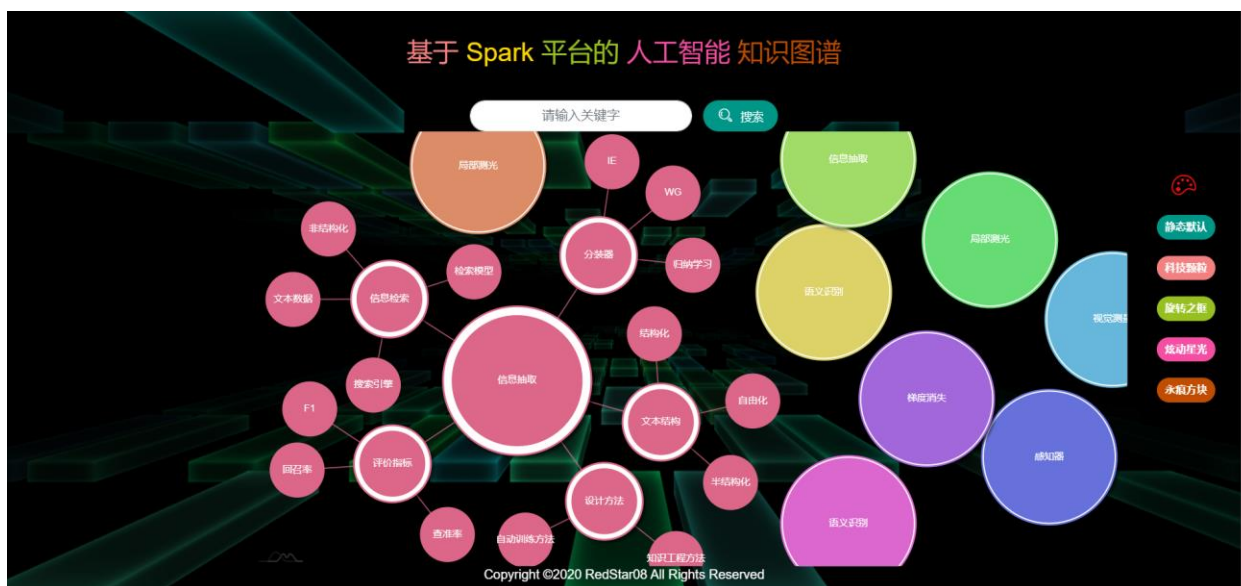 基于 Spark 平台的 人工智能 知识图谱
请输入关键字
搜索
局部测光
IE
WG
分装器
归纳学习
非结构化
检索模型
文本数据
信息检索
搜索引擎
信息抽取
结构化
自由化
文本结构
半结构化
F1
评价指标
回召率
查准率
设计方法
自动训练方法
知识工程方法
信息抽取
局部测光
语义识别
梯度消失
感知器
语义识别
静态默认
科技颗粒
旋转之柜
炫动星光
永痕方块
Copyright ©2020 RedStar08 All Rights Reserved